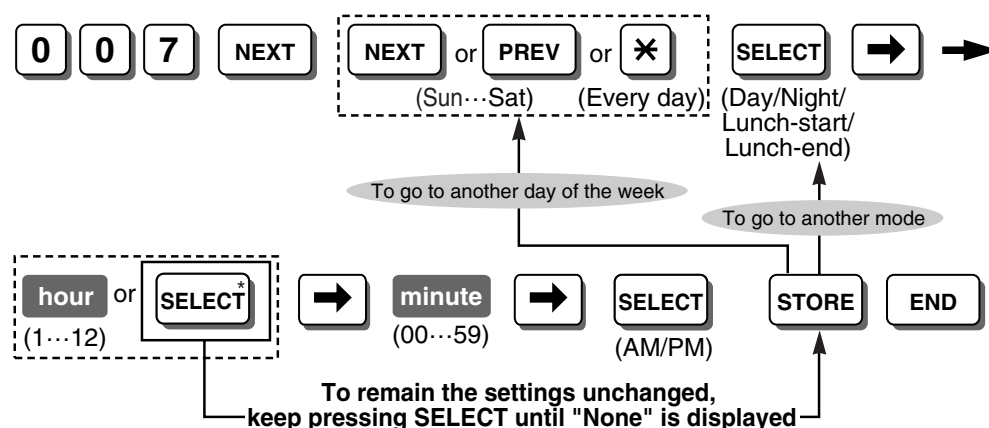 0 0 7 NEXT NEXT or PREV or ✕ SELECT ➡ ➡
(Sun···Sat) (Every day) (Day/Night/
Lunch-start/
Lunch-end)
To go to another day of the week
To go to another mode
hour or SELECT* ➡ minute ➡ SELECT STORE END
(1···12) (00···59) (AM/PM)
To remain the settings unchanged,
keep pressing SELECT until "None" is displayed